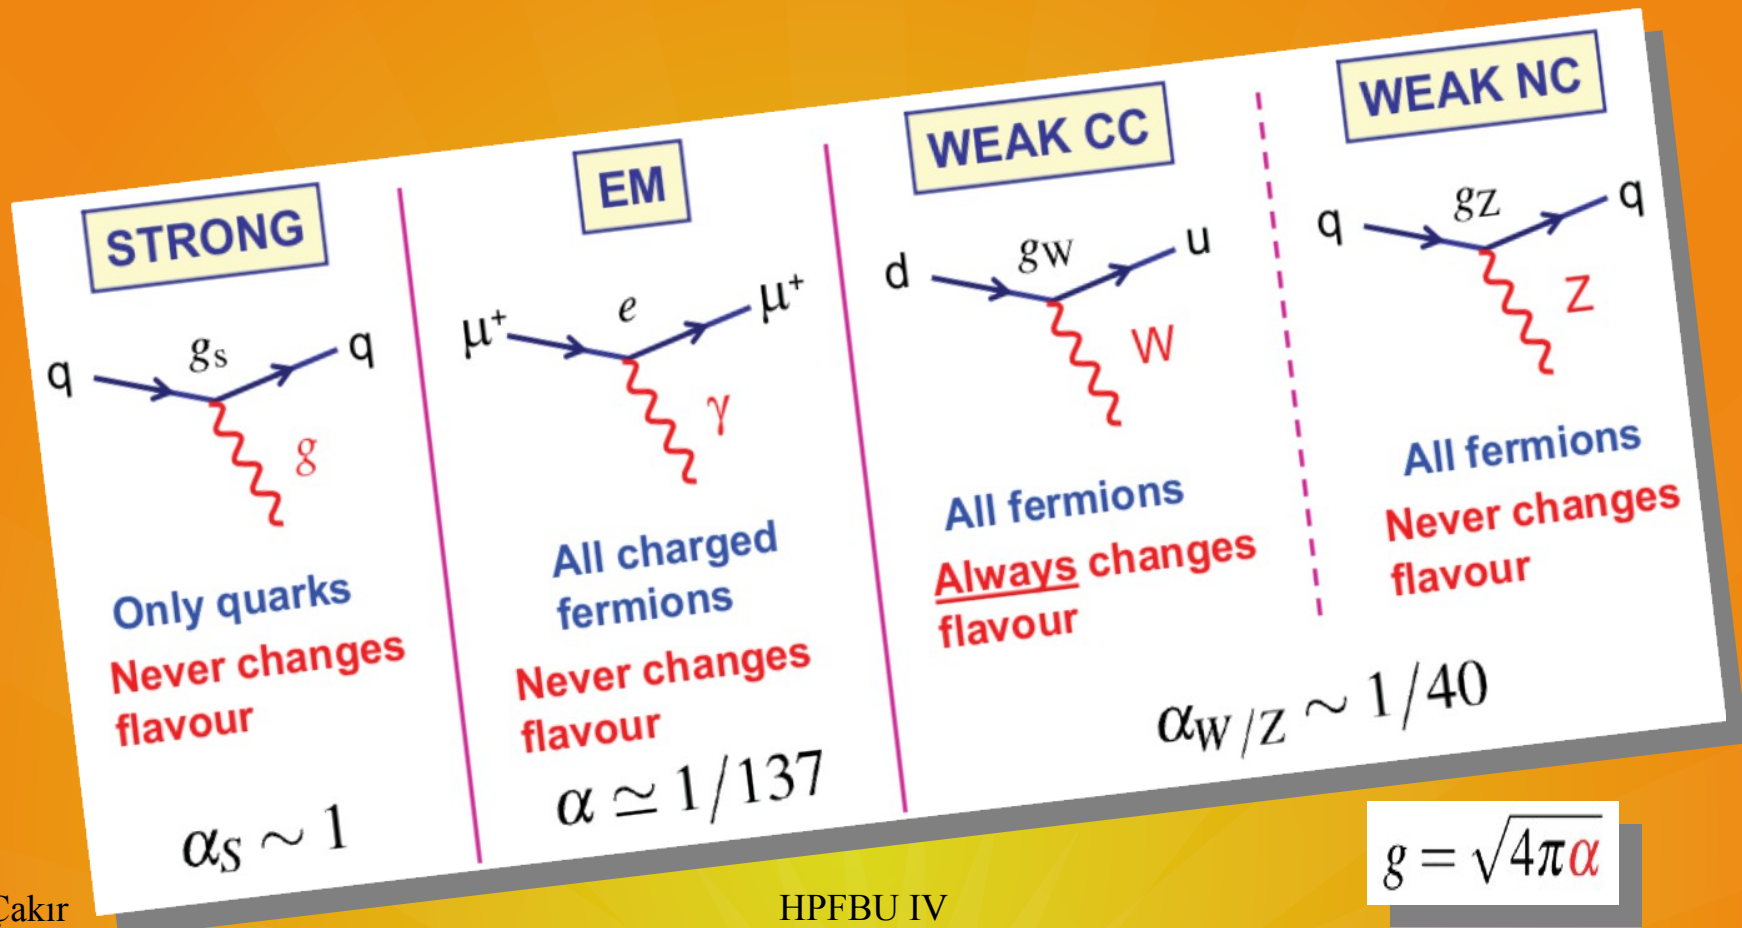 STRONG
q
gs
q
g
Only quarks
Never changes
flavour
αS ∼ 1
EM
μ+
e
μ+
γ
All charged
fermions
Never changes
flavour
α ≃ 1/137
WEAK CC
d
gW
u
W
All fermions
Always changes
flavour
WEAK NC
q
gZ
q
Z
All fermions
Never changes
flavour
αW/Z ∼ 1/40
g = √4πα
Çakır
HPFBU IV